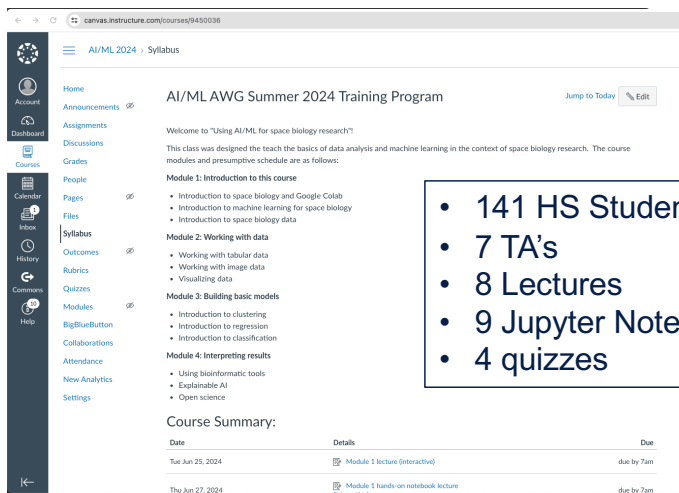 canvas.instructure.com/courses/9450036
AI/ML 2024 › Syllabus
Account
Dashboard
Courses
Calendar
1
Inbox
History
Commons
10
Help
Home
Announcements
Assignments
Discussions
Grades
People
Pages
Files
Syllabus
Outcomes
Rubrics
Quizzes
Modules
BigBlueButton
Collaborations
Attendance
New Analytics
Settings
AI/ML AWG Summer 2024 Training Program
Jump to Today
Edit
Welcome to "Using AI/ML for space biology research"!
This class was designed the teach the basics of data analysis and machine learning in the context of space biology research. The course
modules and presumptive schedule are as follows:
Module 1: Introduction to this course
• Introduction to space biology and Google Colab
• Introduction to machine learning for space biology
• Introduction to space biology data
Module 2: Working with data
• Working with tabular data
• Working with image data
• Visualizing data
Module 3: Building basic models
• Introduction to clustering
• Introduction to regression
• Introduction to classification
Module 4: Interpreting results
• Using bioinformatic tools
• Explainable AI
• Open science
• 141 HS Studen
• 7 TA's
• 8 Lectures
• 9 Jupyter Note
• 4 quizzes
Course Summary:
Date Details Due
Tue Jun 25, 2024 Module 1 lecture (interactive) due by 7am
Thu Jun 27, 2024 Module 1 hands-on notebook lecture due by 7am